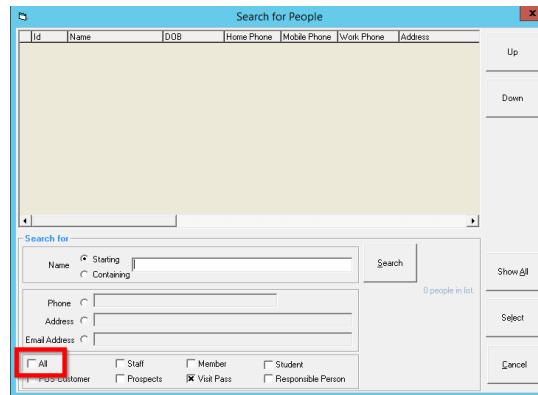 Search for People
x
Id Name DOB Home Phone Mobile Phone Work Phone Address
Up
Down
Search for
Name Starting
Containing
Search
0 people in list
Show All
Phone
Address
Select
Email Address
All Staff Member Student
Customer Prospects Visit Pass Responsible Person
Cancel